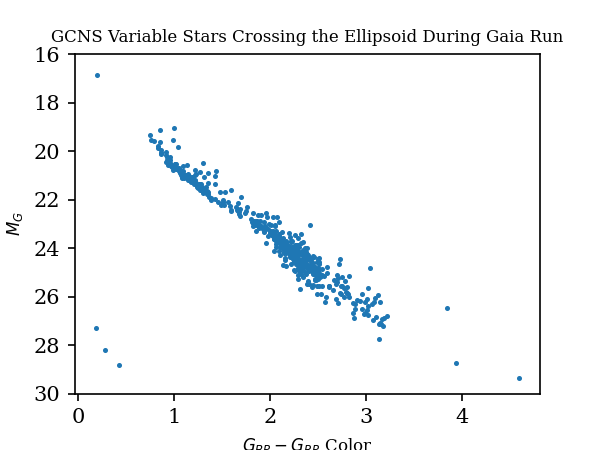 GCNS Variable Stars Crossing the Ellipsoid During Gaia Run
16
18
20
22
24
26
28
30
M_G
0 1 2 3 4
G_BP − G_RP Color